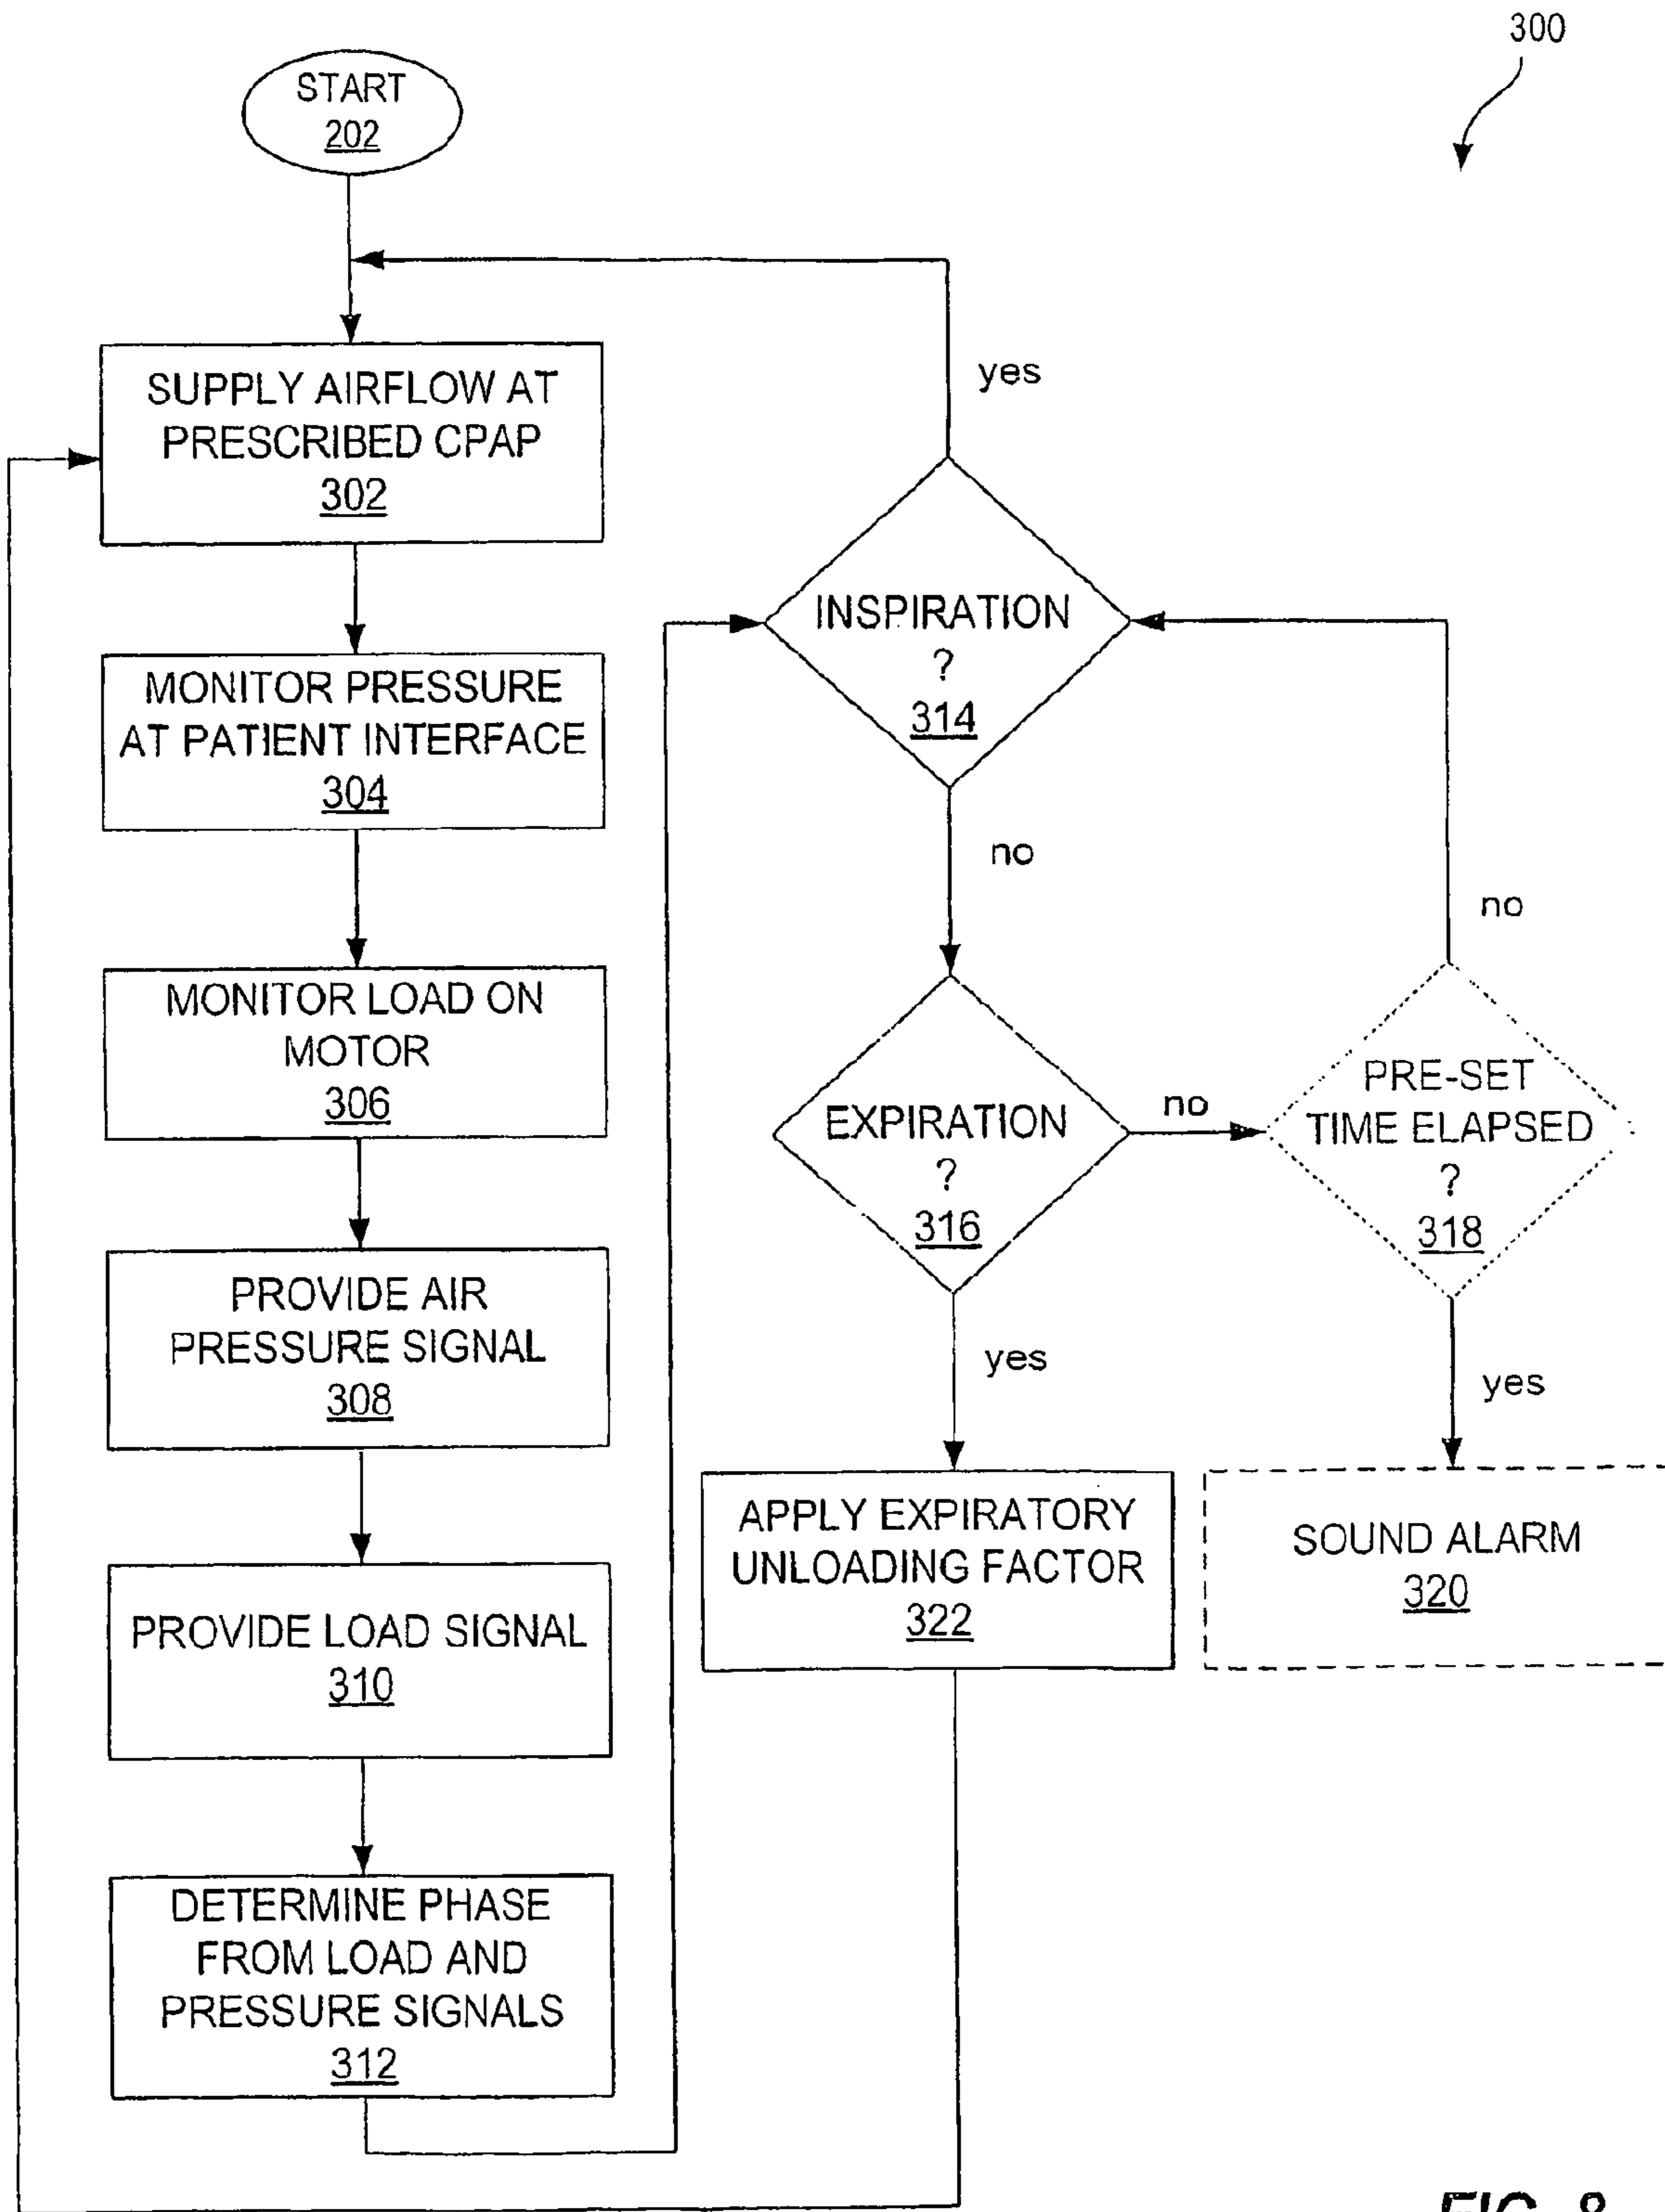 300
START
202
SUPPLY AIRFLOW AT
PRESCRIBED CPAP
302
MONITOR PRESSURE
AT PATIENT INTERFACE
304
MONITOR LOAD ON
MOTOR
306
PROVIDE AIR
PRESSURE SIGNAL
308
PROVIDE LOAD SIGNAL
310
DETERMINE PHASE
FROM LOAD AND
PRESSURE SIGNALS
312
yes
INSPIRATION
?
314
no
EXPIRATION
?
316
no
yes
PRE-SET
TIME ELAPSED
?
318
no
yes
APPLY EXPIRATORY
UNLOADING FACTOR
322
SOUND ALARM
320
FIG. 8